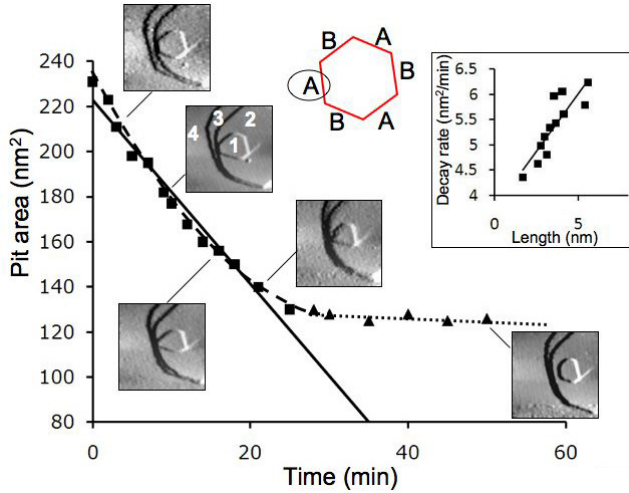 Pit area (nm²)
240
220
200
180
160
140
120
100
80
0
20
40
60
Time (min)
1
2
3
4
B
A
B
A
B
A
Decay rate (nm²/min)
6.5
6
5.5
5
4.5
4
0
5
Length (nm)